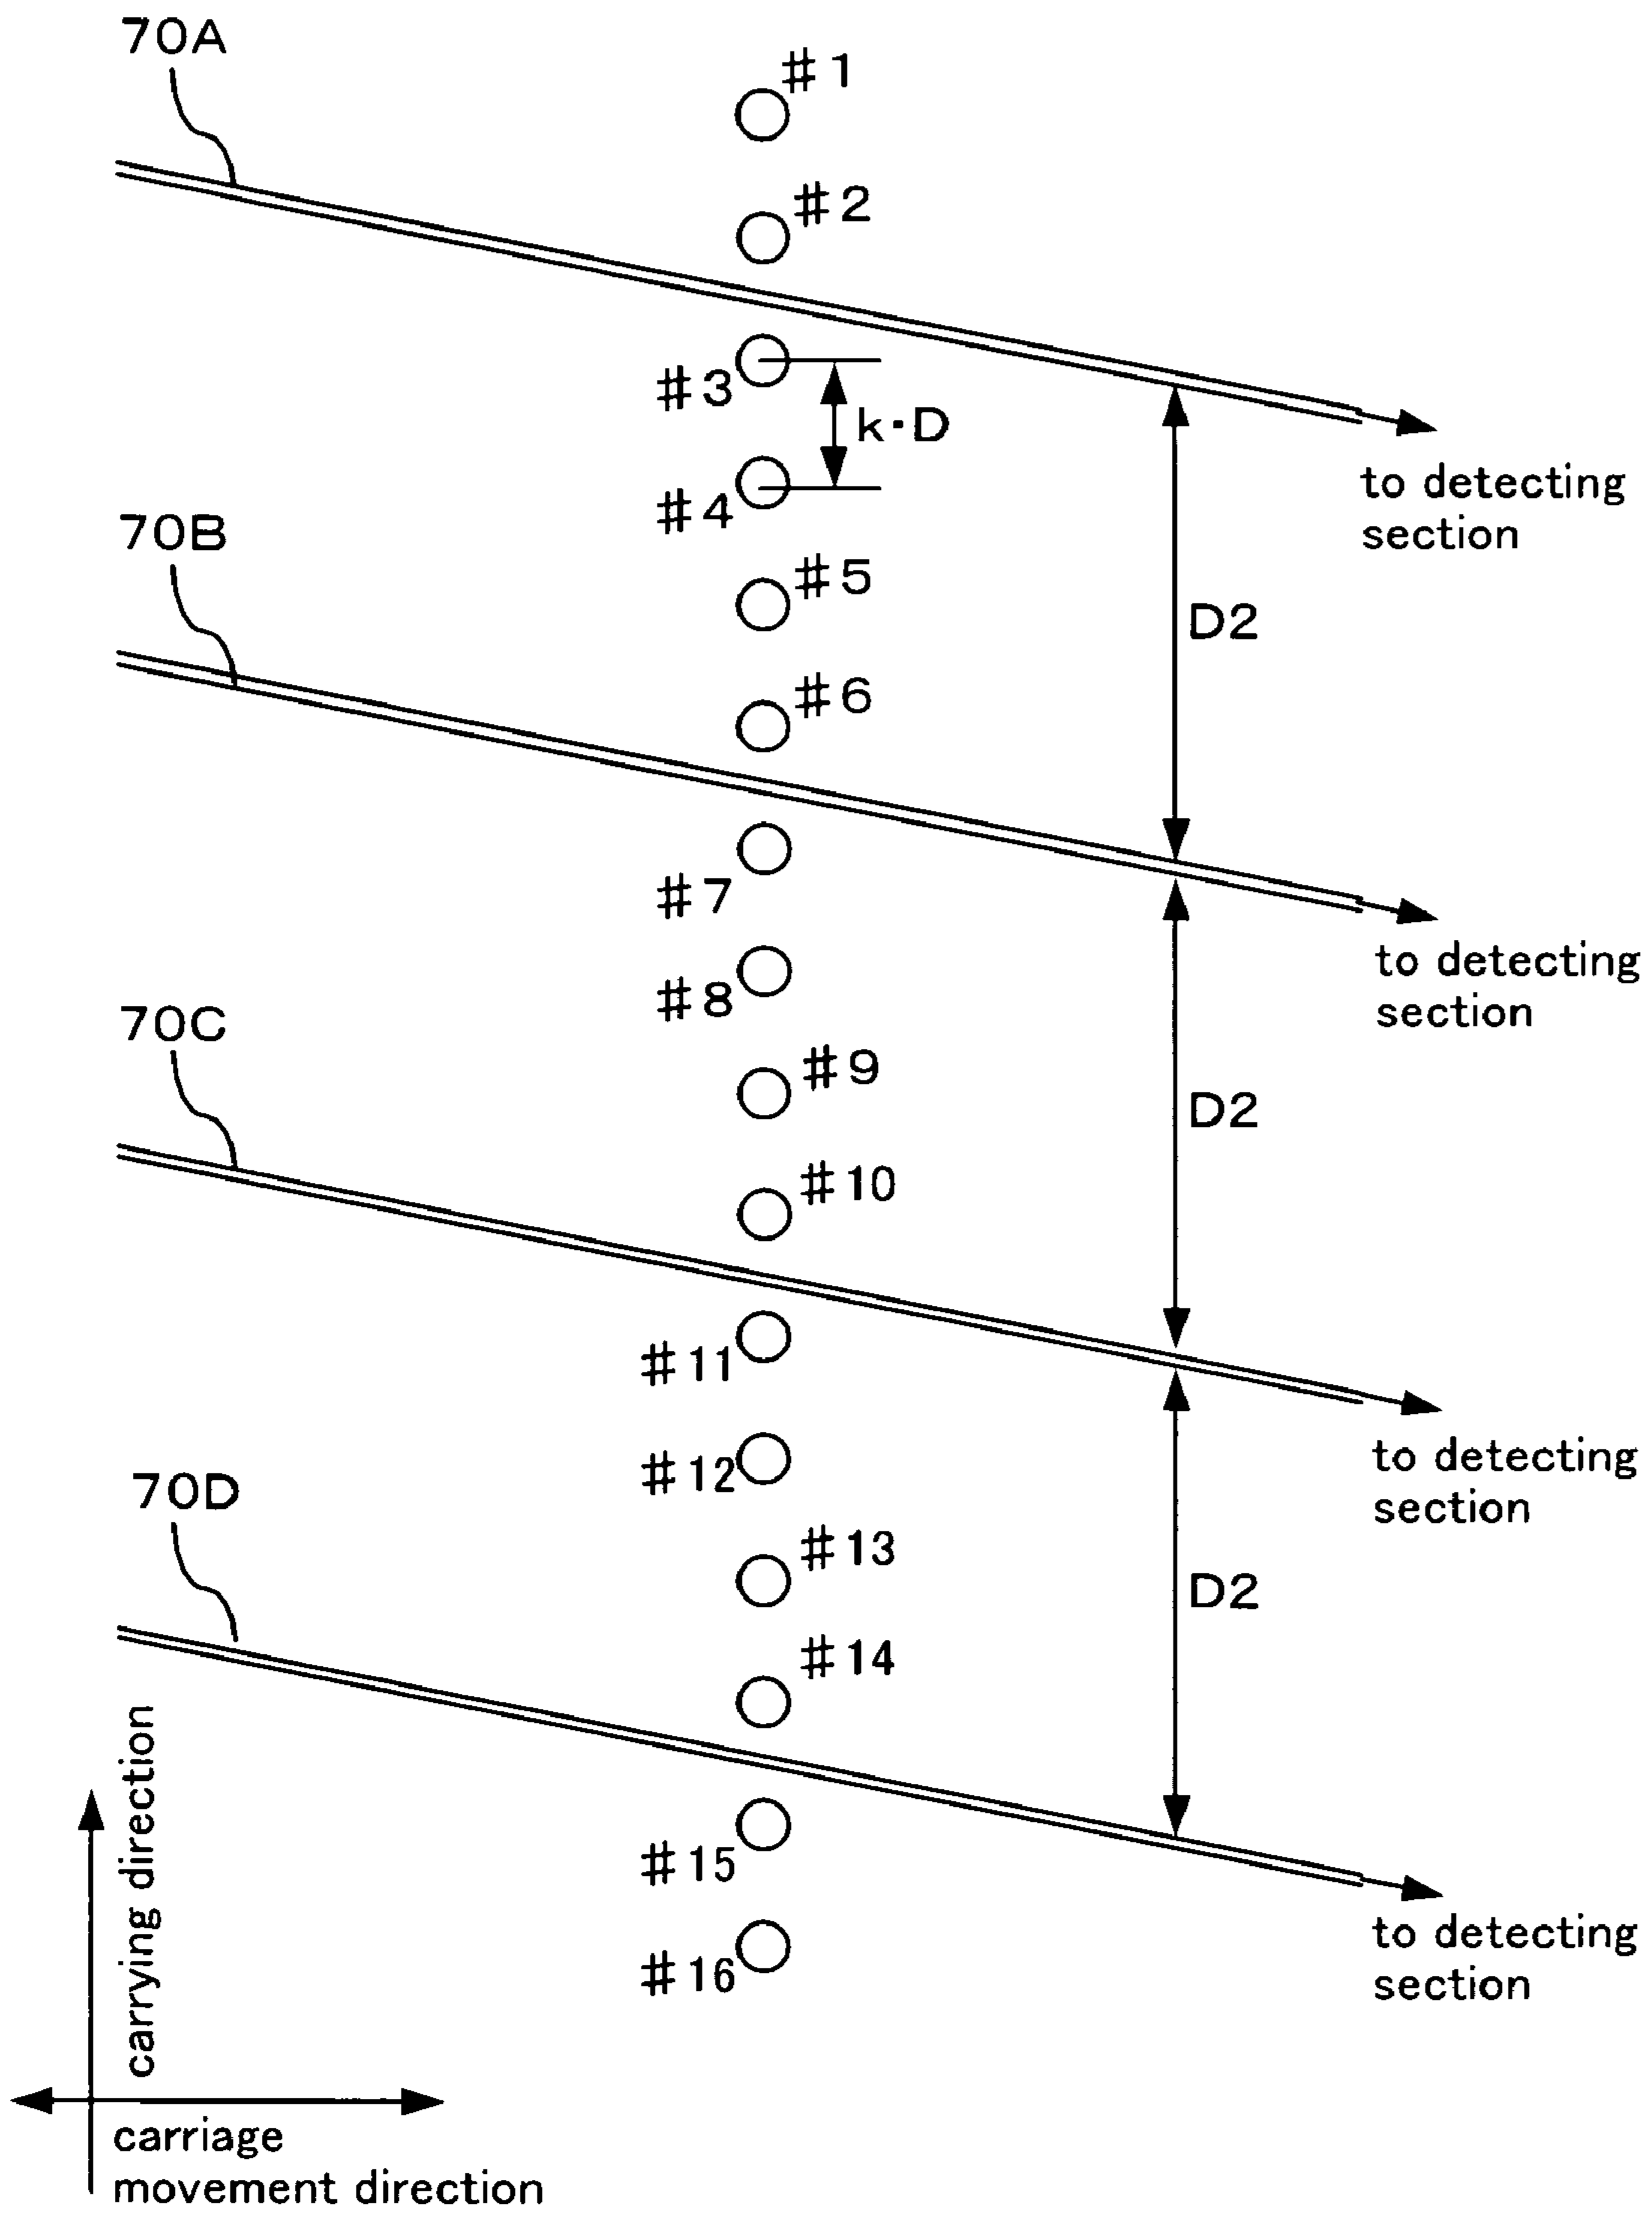 70A
#1
#2
#3
k·D
#4
to detecting
section
70B
#5
D2
#6
#7
to detecting
section
#8
70C
#9
D2
#10
#11
to detecting
section
#12
70D
#13
D2
#14
#15
to detecting
section
#16
carrying direction
carriage
movement direction